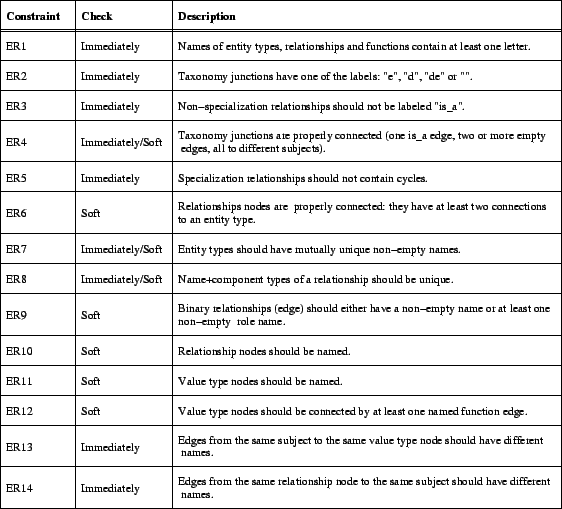 Constraint Check Description
ER1 Immediately Names of entity types, relationships and functions contain at least one letter.
ER2 Immediately Taxonomy junctions have one of the labels: "e", "d", "de" or "".
ER3 Immediately Non−specialization relationships should not be labeled "is_a".
ER4 Immediately/Soft Taxonomy junctions are properly connected (one is_a edge, two or more empty
edges, all to different subjects).
ER5 Immediately Specialization relationships should not contain cycles.
ER6 Soft Relationships nodes are properly connected: they have at least two connections
to an entity type.
ER7 Immediately/Soft Entity types should have mutually unique non−empty names.
ER8 Immediately/Soft Name+component types of a relationship should be unique.
ER9 Soft Binary relationships (edge) should either have a non−empty name or at least one
non−empty role name.
ER10 Soft Relationship nodes should be named.
ER11 Soft Value type nodes should be named.
ER12 Soft Value type nodes should be connected by at least one named function edge.
ER13 Immediately Edges from the same subject to the same value type node should have different
names.
ER14 Immediately Edges from the same relationship node to the same subject should have different
names.